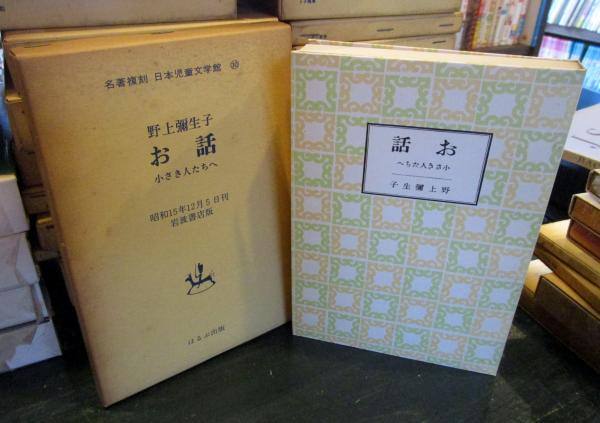 名著複刻 日本児童文学館 ㉚
野上彌生子
お話
小さき人たちへ
昭和15年12月5日刊
岩波書店版
ほるぷ出版
話お
へちた人きさ小
子生彌上野